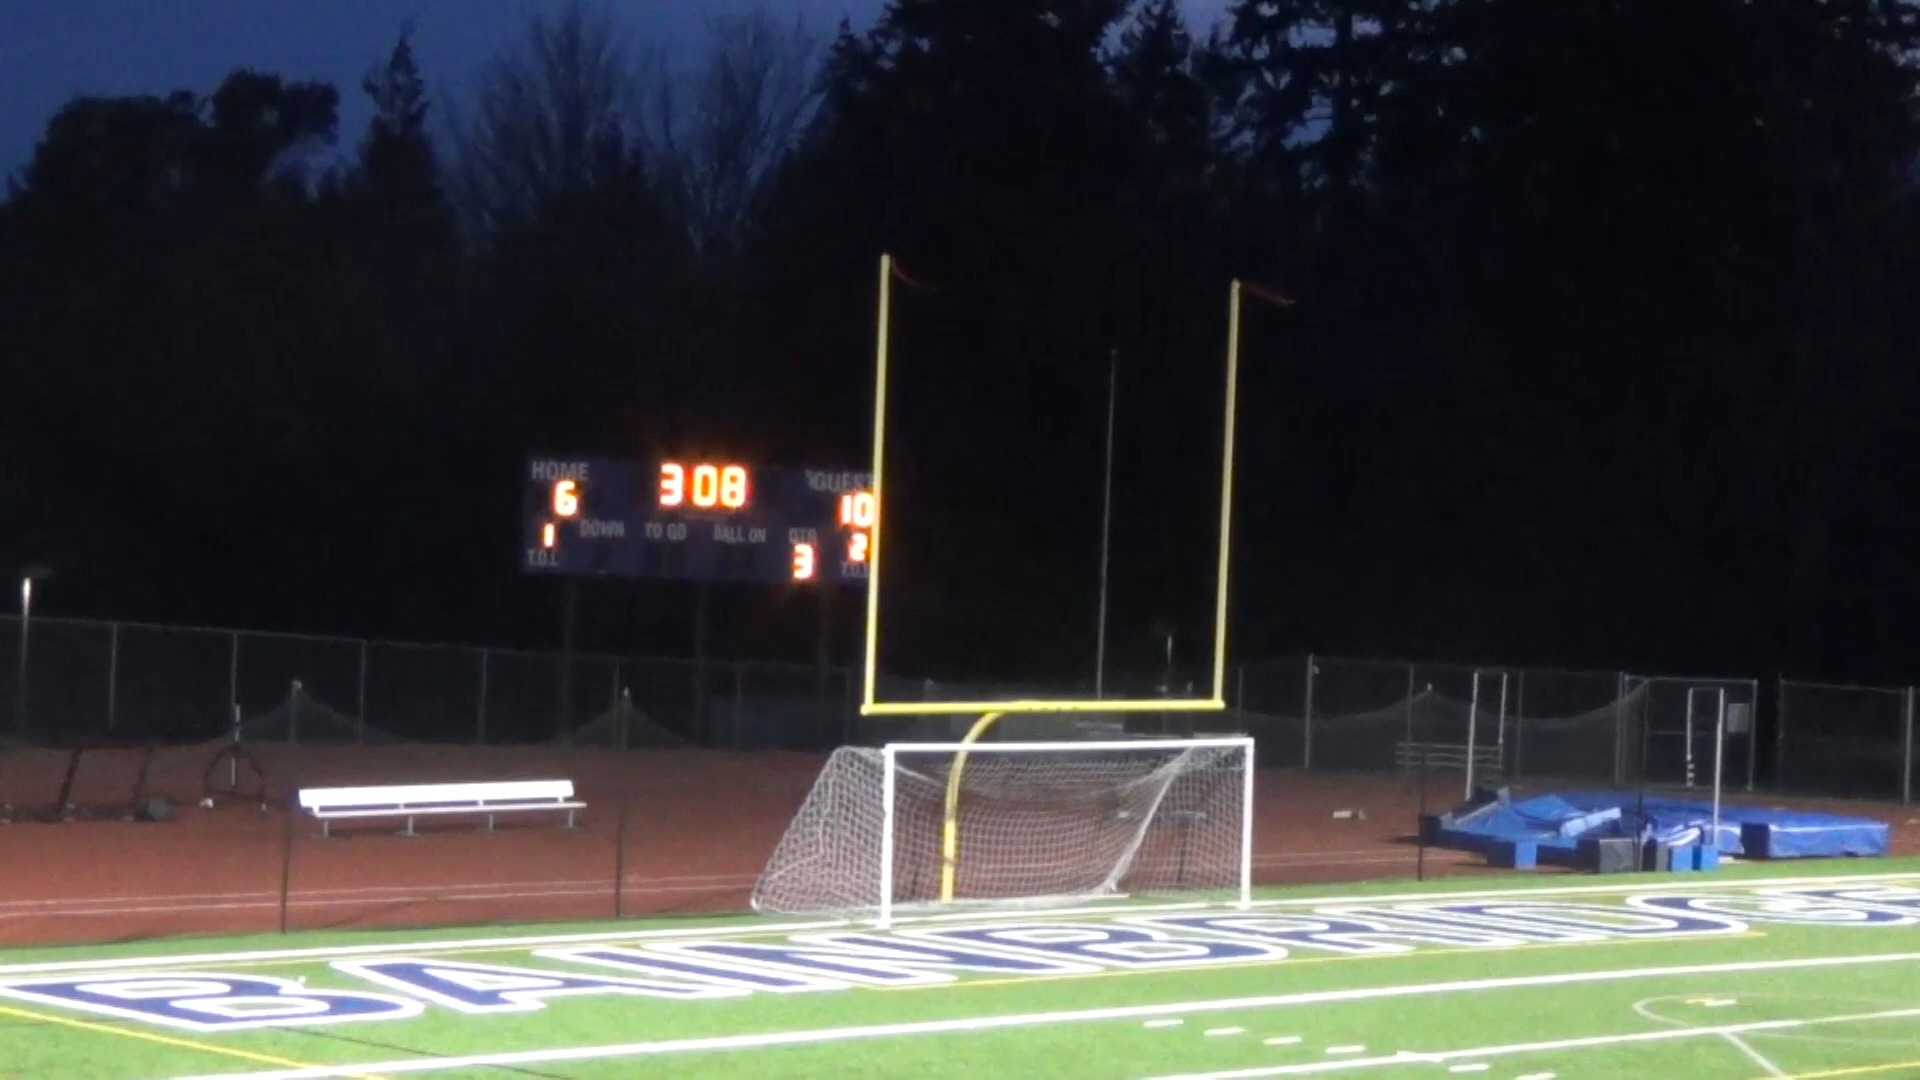 HOME 3 08 GUEST
6 10
1 DOWN TO GO BALL ON QTR 2
T.O.L 3 T.O.L
BAINBRIDGE